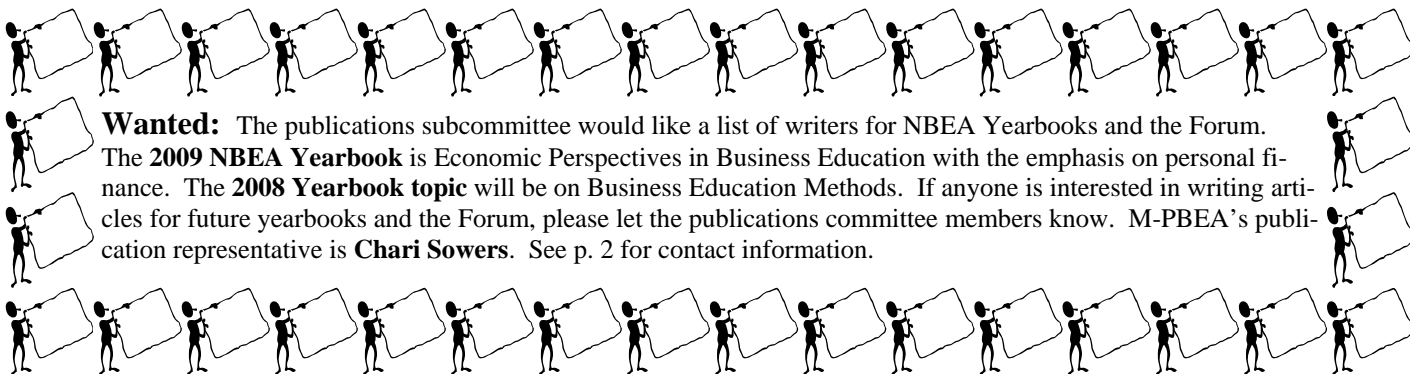 Wanted: The publications subcommittee would like a list of writers for NBEA Yearbooks and the Forum.
The 2009 NBEA Yearbook is Economic Perspectives in Business Education with the emphasis on personal fi-
nance. The 2008 Yearbook topic will be on Business Education Methods. If anyone is interested in writing arti-
cles for future yearbooks and the Forum, please let the publications committee members know. M-PBEA’s publi-
cation representative is Chari Sowers. See p. 2 for contact information.